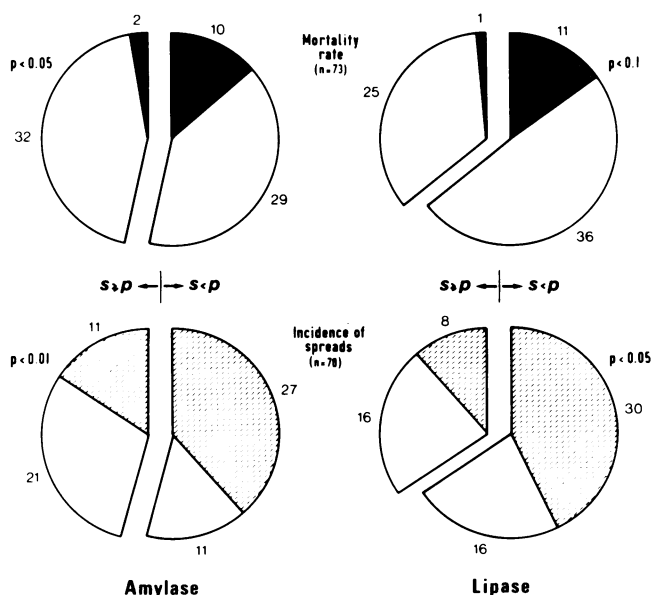 2
10
p < 0.05
32
29
Mortality
rate
(n=73)
1
11
p < 0.1
25
36
s≥p ← | → s<p
s≥p ← | → s<p
11
p < 0.01
27
21
11
Incidence of
spreads
(n=70)
8
p < 0.05
30
16
16
Amylase
Lipase